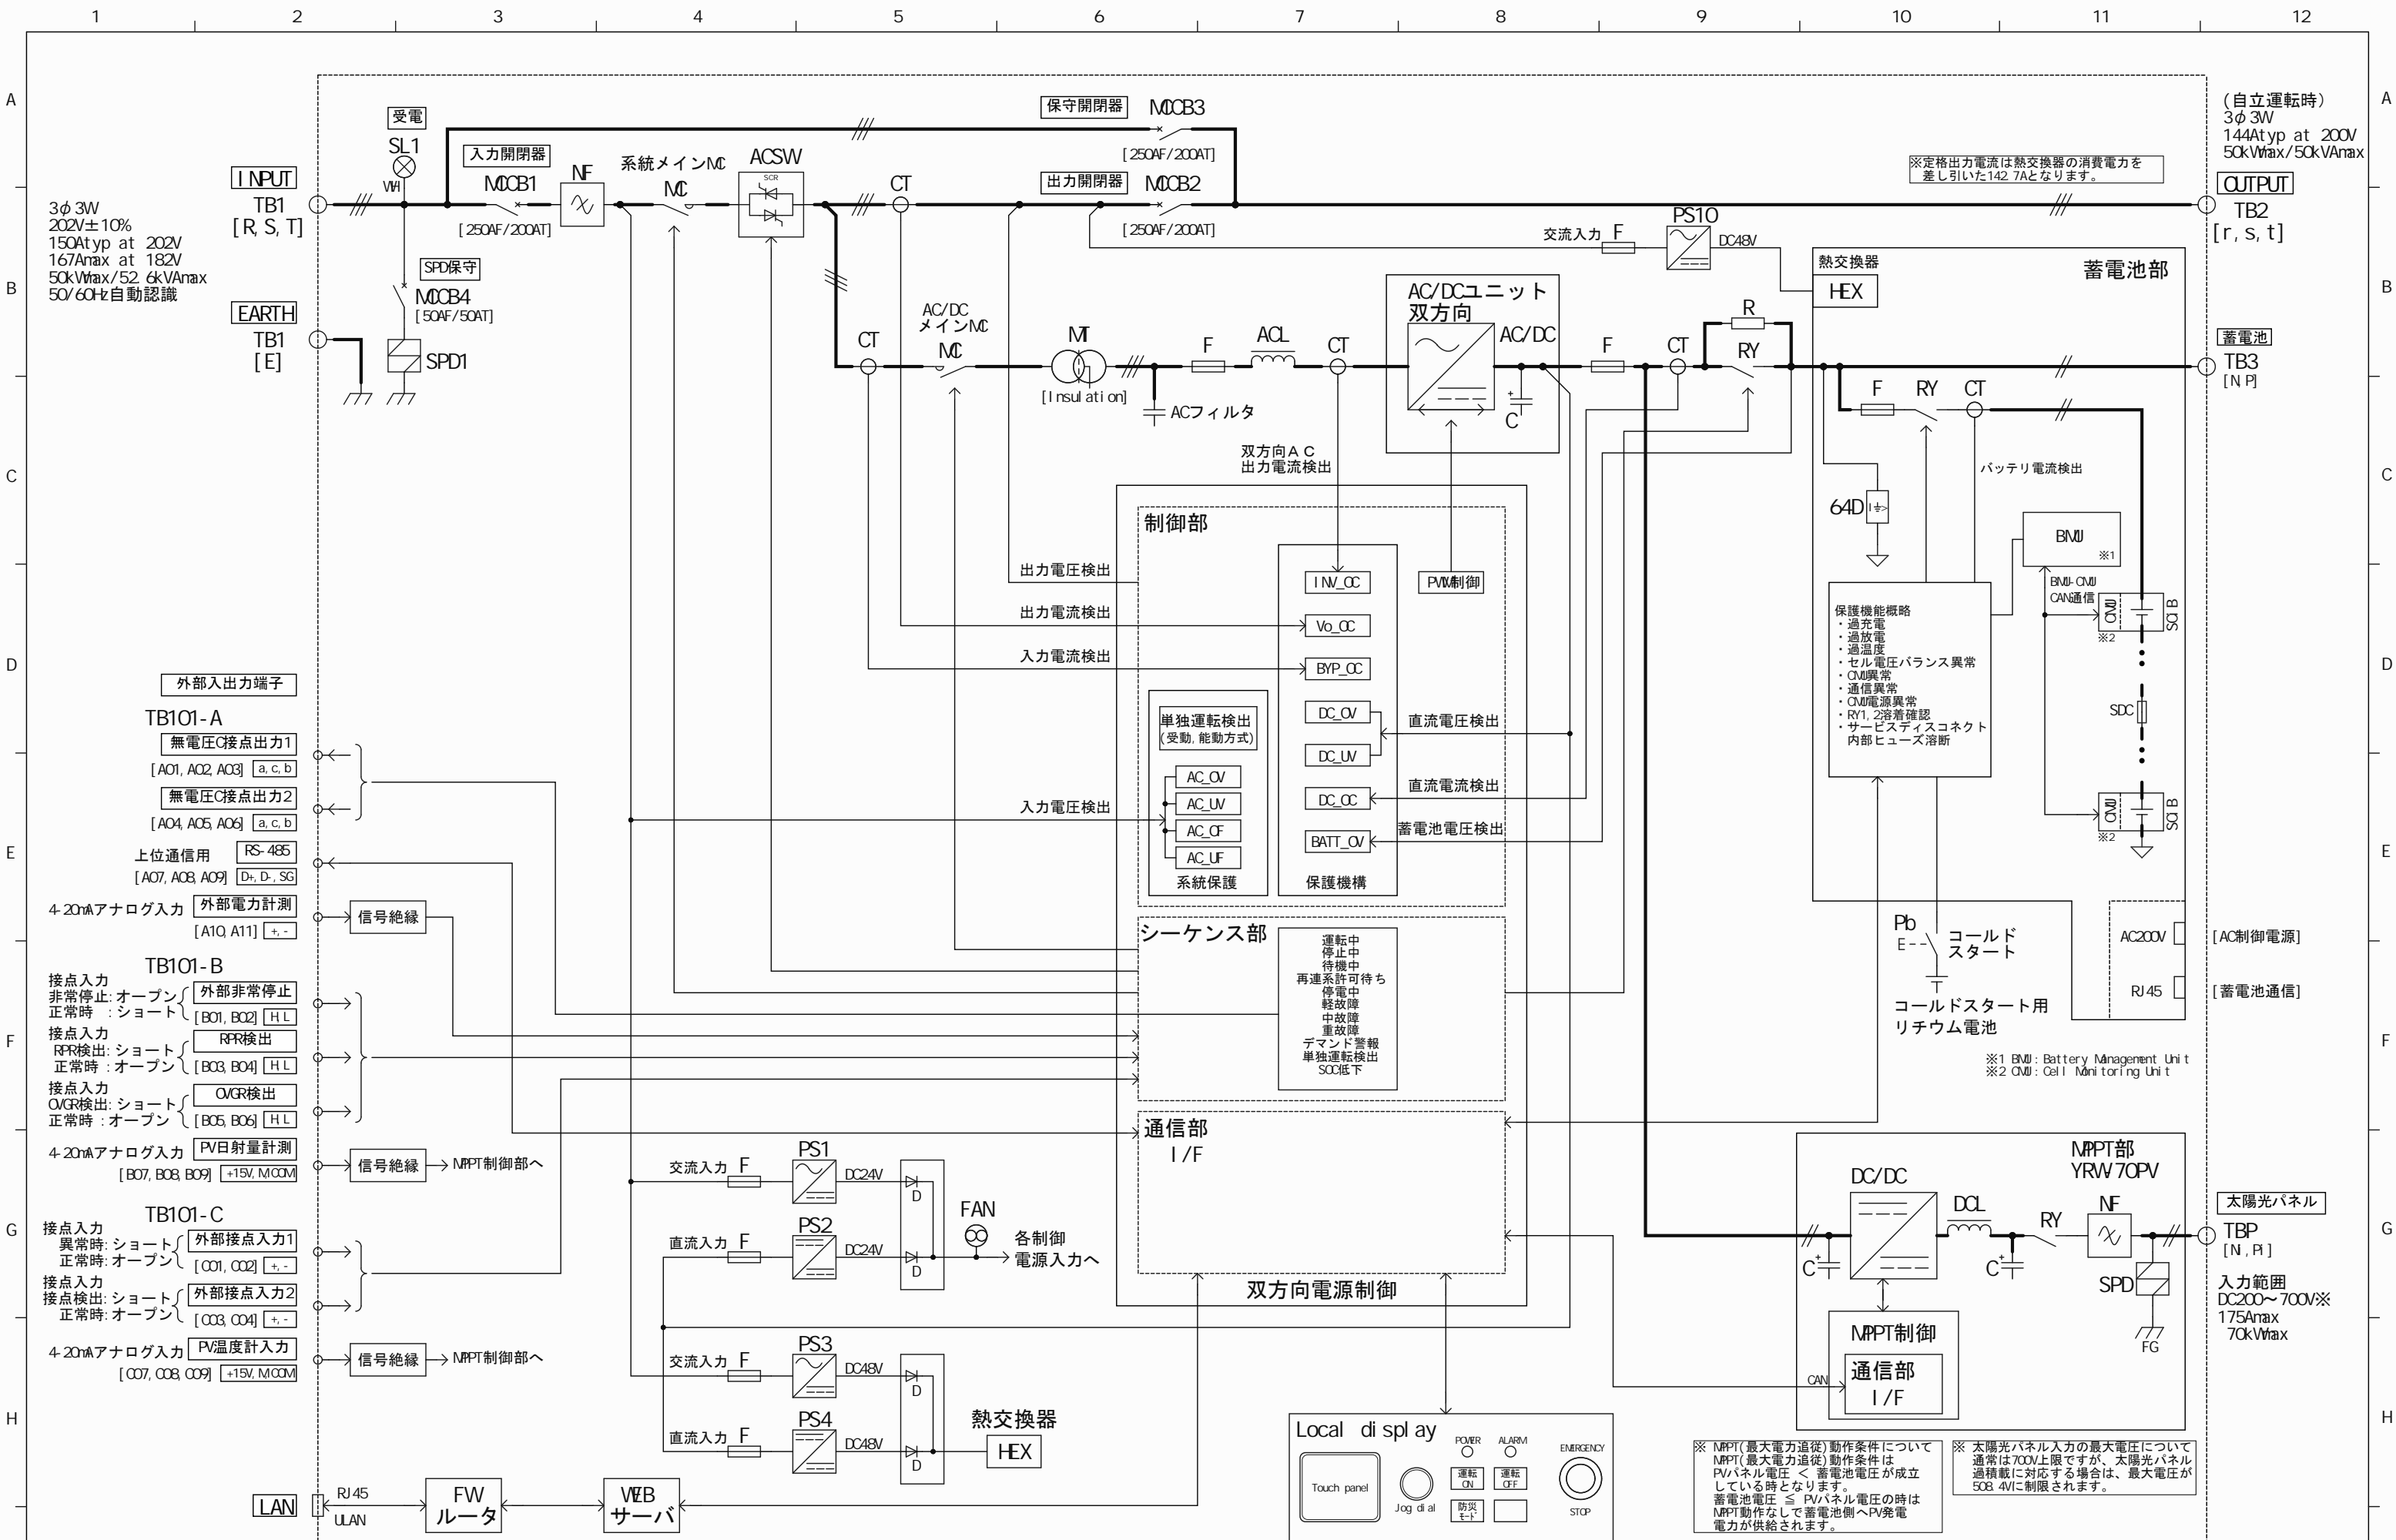 1 2 3 4 5 6 7 8 9 10 11 12
A
B
C
D
E
F
G
H
A
B
C
D
E
F
G
H
受電
SL1
WH
INPUT
TB1
[R,S,T]
3φ3W
202V±10%
150Atyp at 202V
167Amax at 182V
50kWmax/52.6kVAmax
50/60Hz自動認識
EARTH
TB1
[E]
入力開閉器
MCCB1
[250AF/200AT]
NF
系統メインMC
MC
ACSW
SCR
CT
保守開閉器
MCCB3
[250AF/200AT]
出力開閉器
MCCB2
[250AF/200AT]
SPD保守
MCCB4
[50AF/50AT]
SPD1
※定格出力電流は熱交換器の消費電力を
差し引いた142.7Aとなります。
(自立運転時)
3φ3W
144Atyp at 200V
50kWmax/50kVAmax
OUTPUT
TB2
[r,s,t]
交流入力
F
PS10
DC48V
熱交換器
HEX
蓄電池部
CT
AC/DC
メインMC
MC
MT
[Insulation]
ACフィルタ
F
ACL
CT
AC/DCユニット
双方向
AC/DC
+
C
F
CT
R
RY
蓄電池
TB3
[N,P]
F
RY
CT
バッテリ電流検出
64D
I
BMU
※1
BMU-CMU
CAN通信
CMU
SCiB
※2
SDC
CMU
SCiB
※2
双方向AC
出力電流検出
保護機能概略
・過充電
・過放電
・過温度
・セル電圧バランス異常
・CMU異常
・通信異常
・CMU電源異常
・RY1,2溶着確認
・サービスディスコネクト
内部ヒューズ溶断
制御部
INV_OC
PWM制御
出力電圧検出
出力電流検出
Vo_OC
入力電流検出
BYP_OC
DC_OV
直流電圧検出
DC_UV
直流電流検出
DC_OC
蓄電池電圧検出
BATT_OV
保護機構
単独運転検出
(受動,能動方式)
入力電圧検出
AC_OV
AC_UV
AC_OF
AC_UF
系統保護
外部入出力端子
TB101-A
無電圧C接点出力1
[A01,A02,A03] a,c,b
無電圧C接点出力2
[A04,A05,A06] a,c,b
上位通信用 RS-485
[A07,A08,A09] D+,D-,SG
4-20mAアナログ入力 外部電力計測
[A10,A11] +,-
信号絶縁
TB101-B
接点入力
非常停止:オープン
正常時 :ショート
外部非常停止
[B01,B02] H,L
接点入力
RPR検出:ショート
正常時 :オープン
RPR検出
[B03,B04] H,L
接点入力
OVGR検出:ショート
正常時 :オープン
OVGR検出
[B05,B06] H,L
4-20mAアナログ入力 PV日射量計測
[B07,B08,B09] +15V,M,COM
信号絶縁
MPPT制御部へ
TB101-C
接点入力
異常時:ショート
正常時:オープン
外部接点入力1
[C01,C02] +,-
接点入力
接点検出:ショート
正常時:オープン
外部接点入力2
[C03,C04] +,-
4-20mAアナログ入力 PV温度計入力
[C07,C08,C09] +15V,M,COM
信号絶縁
MPPT制御部へ
シーケンス部
運転中
停止中
待機中
再連系許可待ち
停電中
軽故障
中故障
重故障
デマンド警報
単独運転検出
SOC低下
Pb
E
コールド
スタート
コールドスタート用
リチウム電池
AC200V
[AC制御電源]
RJ45
[蓄電池通信]
※1 BMU:Battery Management Unit
※2 CMU:Cell Monitoring Unit
通信部
I/F
双方向電源制御
交流入力 F
PS1
DC24V
D
直流入力 F
PS2
DC24V
D
FAN
各制御
電源入力へ
交流入力 F
PS3
DC48V
D
直流入力 F
PS4
DC48V
D
熱交換器
HEX
MPPT部
YRW-70PV
DC/DC
DCL
RY
NF
+
C
+
C
SPD
FG
MPPT制御
通信部
I/F
CAN
太陽光パネル
TBP
[Ni,Pi]
入力範囲
DC200~700V※
175Amax
70kWmax
Local display
Touch panel
Jog dial
POWER
ALARM
運転
ON
運転
OFF
防災
モード
EMERGENCY
STOP
※ MPPT(最大電力追従)動作条件について
MPPT(最大電力追従)動作条件は
PVパネル電圧 < 蓄電池電圧が成立
している時となります。
蓄電池電圧 ≦ PVパネル電圧の時は
MPPT動作なしで蓄電池側へPV発電
電力が供給されます。
※ 太陽光パネル入力の最大電圧について
通常は700V上限ですが、太陽光パネル
過積載に対応する場合は、最大電圧が
508.4Vに制限されます。
LAN
RJ45
ULAN
FW
ルータ
WEB
サーバ